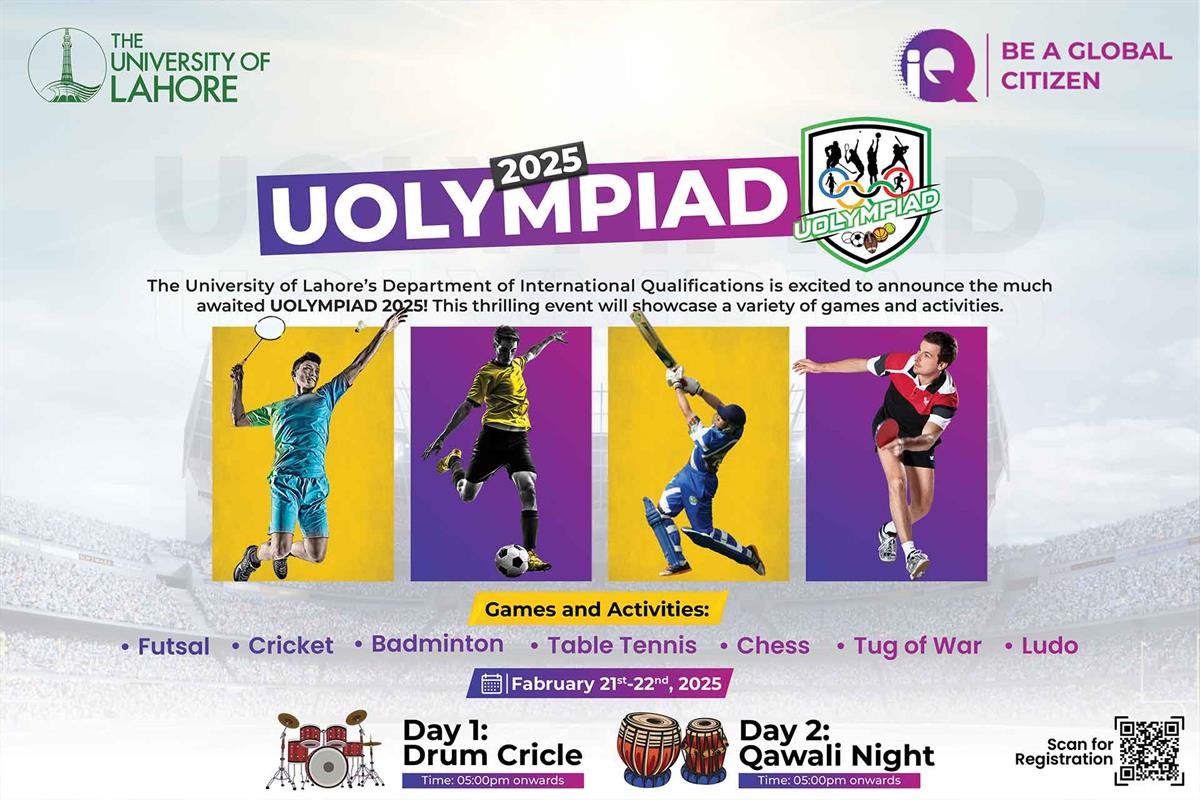 THE
UNIVERSITY OF
LAHORE
iQ
BE A GLOBAL
CITIZEN
2025
UOLYMPIAD
UOLYMPIAD
The University of Lahore's Department of International Qualifications is excited to announce the much
awaited UOLYMPIAD 2025! This thrilling event will showcase a variety of games and activities.
Games and Activities:
• Futsal • Cricket • Badminton • Table Tennis • Chess • Tug of War • Ludo
Fabruary 21st-22nd, 2025
Day 1:
Drum Cricle
Time: 05:00pm onwards
Day 2:
Qawali Night
Time: 05:00pm onwards
Scan for
Registration